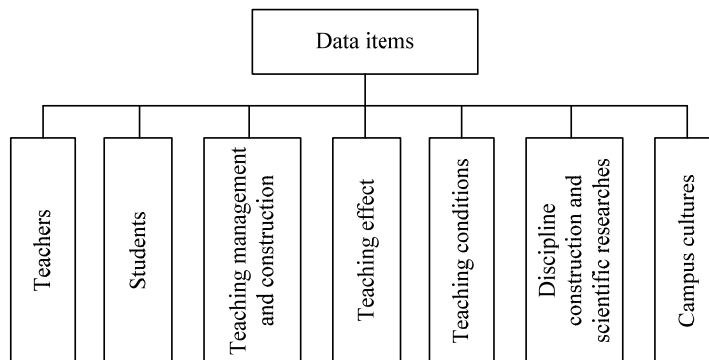 Data items
Teachers
Students
Teaching management
and construction
Teaching effect
Teaching conditions
Discipline
construction and
scientific researches
Campus cultures